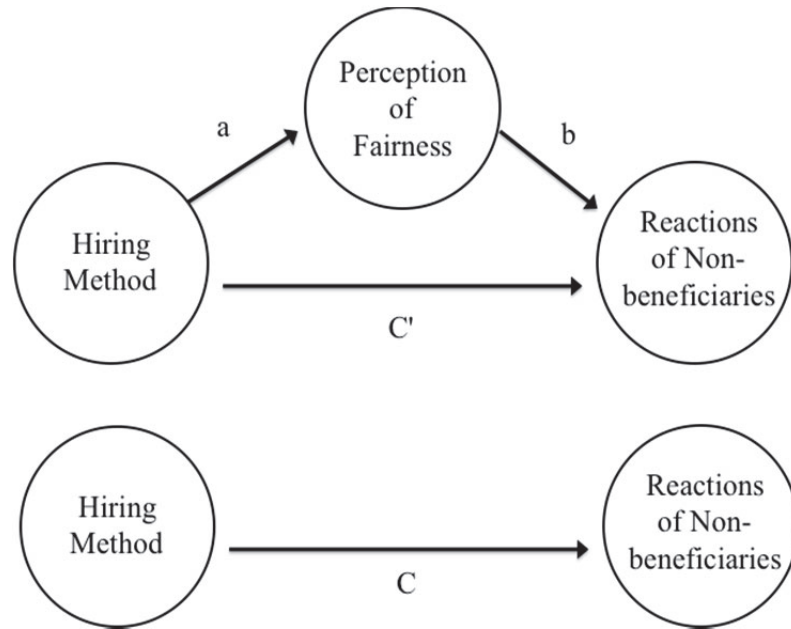 Perception
of
Fairness
a
b
Hiring
Method
Reactions
of Non-
beneficiaries
C'
Hiring
Method
Reactions
of Non-
beneficiaries
C